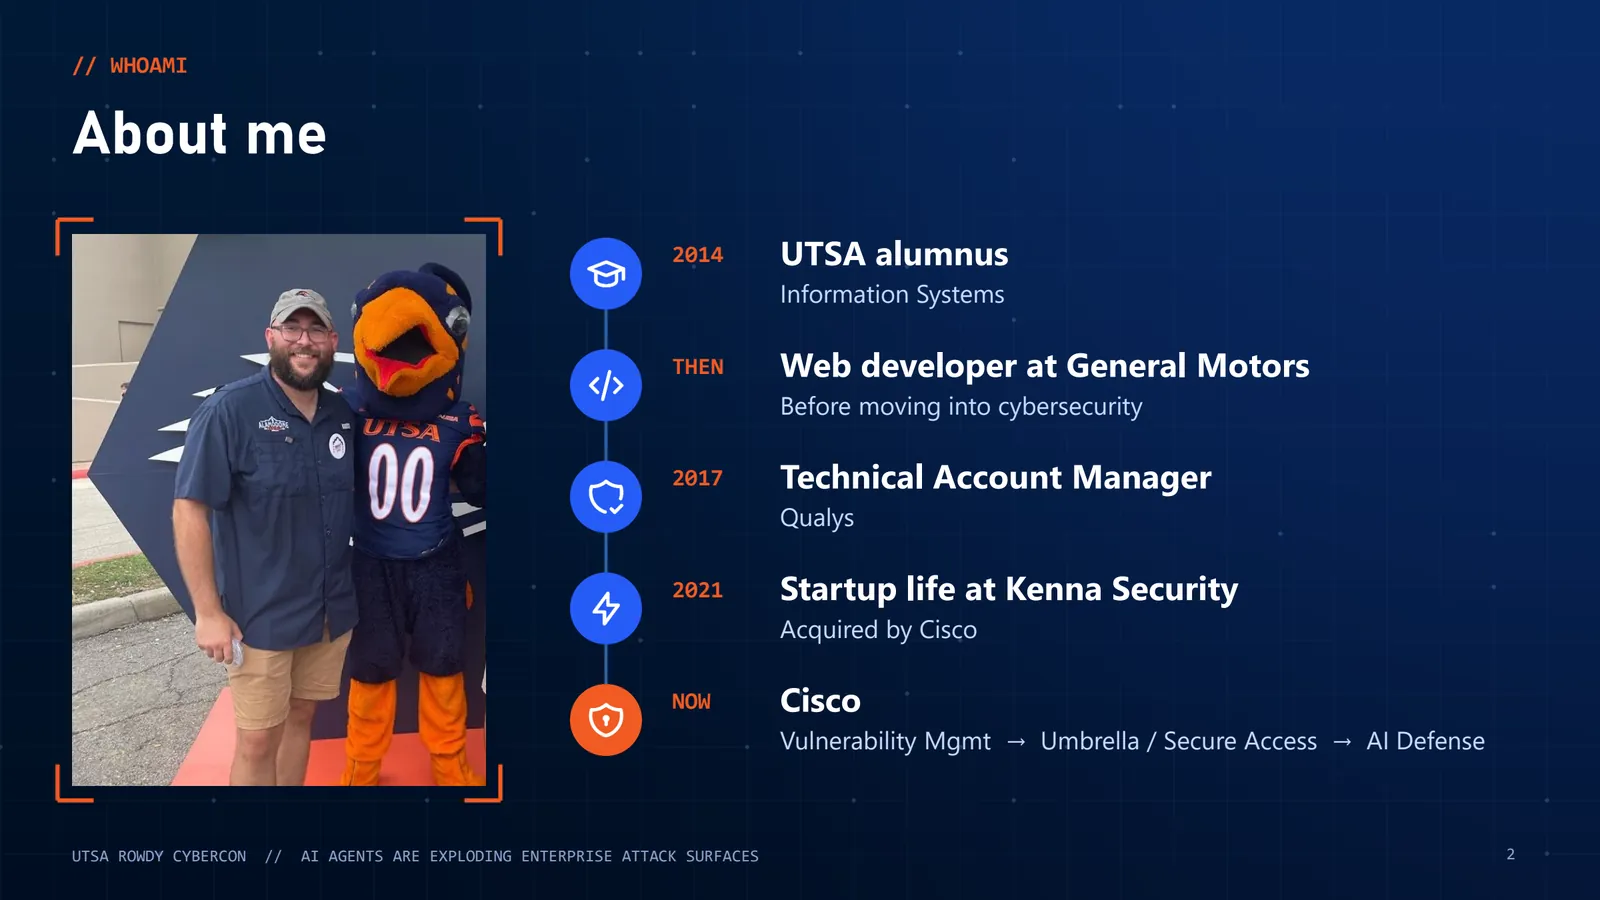 // WHOAMI
About me
2014
UTSA alumnus
Information Systems
THEN
Web developer at General Motors
Before moving into cybersecurity
2017
Technical Account Manager
Qualys
2021
Startup life at Kenna Security
Acquired by Cisco
NOW
Cisco
Vulnerability Mgmt → Umbrella / Secure Access → AI Defense
UTSA
00
UTSA ROWDY CYBERCON // AI AGENTS ARE EXPLODING ENTERPRISE ATTACK SURFACES
2